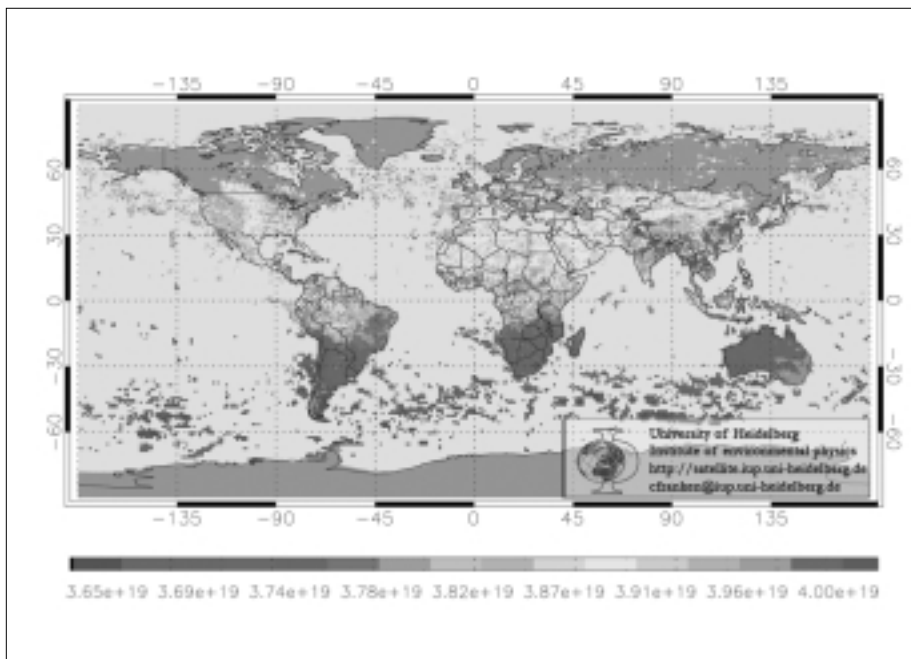 −135 −90 −45 0 45 90 135
60 60
30 30
0 0
−30 −30
−60 −60
University of Heidelberg
Institute of environmental physics
http://satellite.iup.uni-heidelberg.de
cfranken@iup.uni-heidelberg.de
−135 −90 −45 0 45 90 135
3.65e+19 3.69e+19 3.74e+19 3.78e+19 3.82e+19 3.87e+19 3.91e+19 3.96e+19 4.00e+19